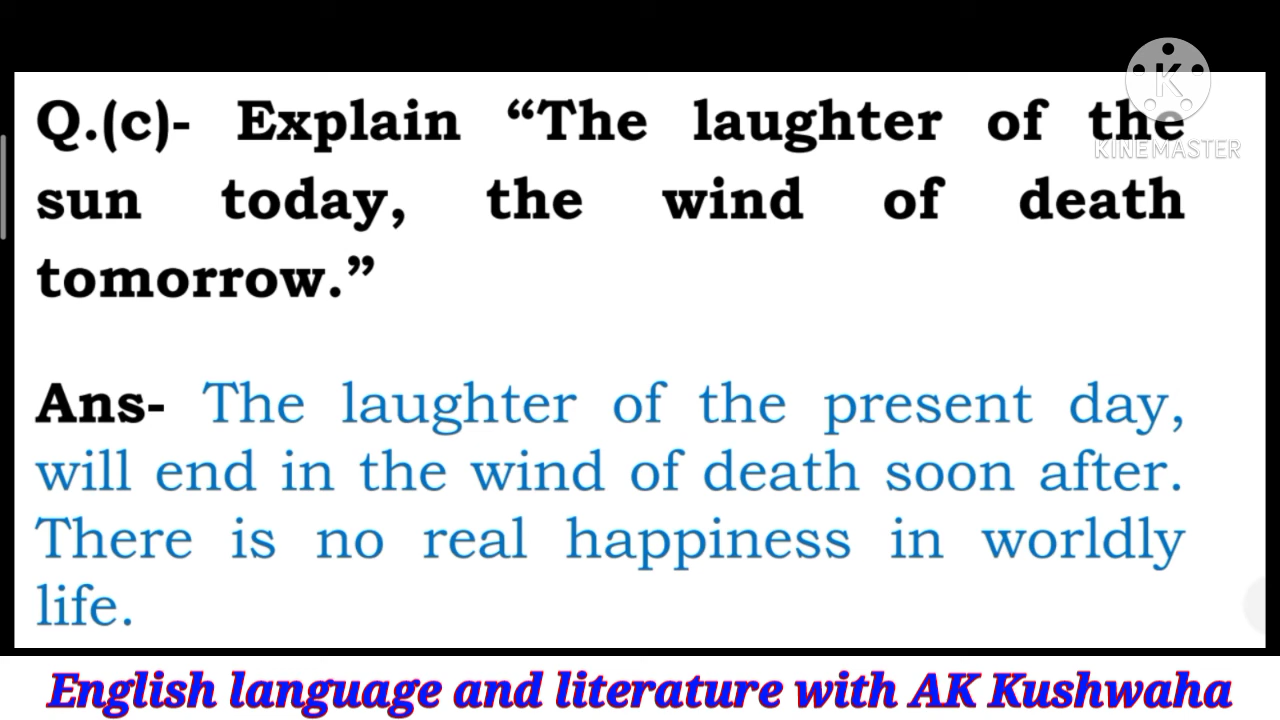 Q.(c)- Explain “The laughter of the
sun today, the wind of death
tomorrow.”
K
KINEMASTER
Ans- The laughter of the present day,
will end in the wind of death soon after.
There is no real happiness in worldly
life.
English language and literature with AK Kushwaha